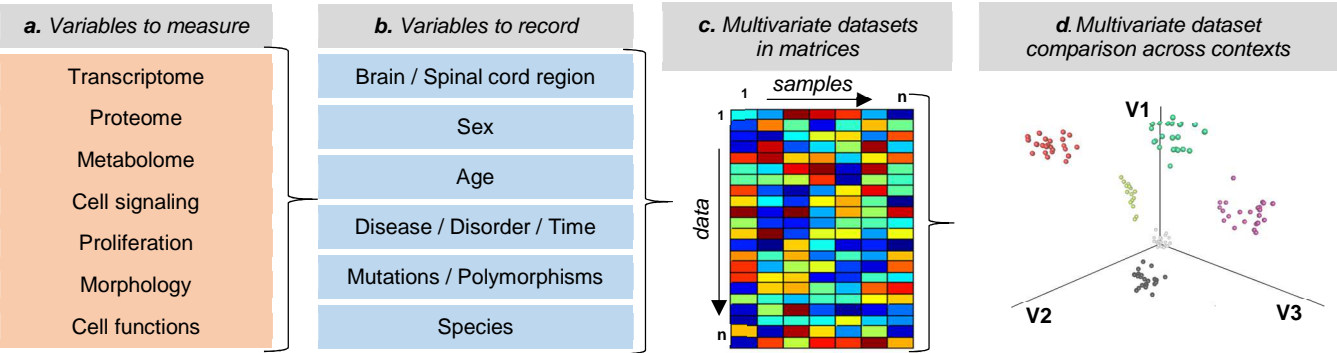 a. Variables to measure
Transcriptome
Proteome
Metabolome
Cell signaling
Proliferation
Morphology
Cell functions
b. Variables to record
Brain / Spinal cord region
Sex
Age
Disease / Disorder / Time
Mutations / Polymorphisms
Species
c. Multivariate datasets
in matrices
samples
1
n
1
data
n
d. Multivariate dataset
comparison across contexts
V1
V2
V3